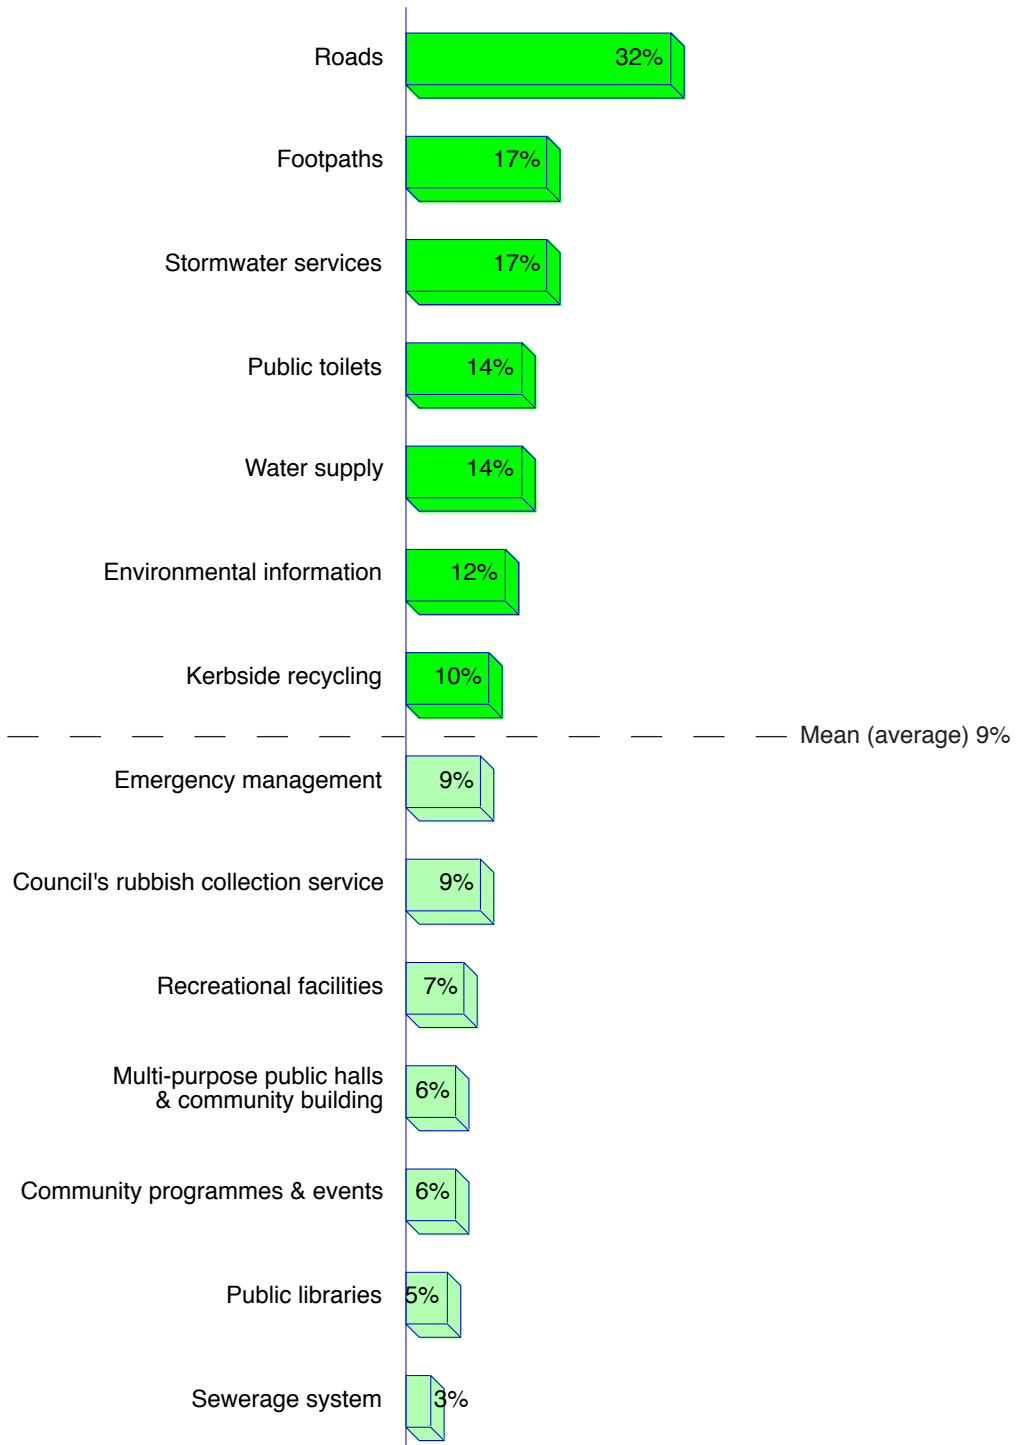 Roads 32%
Footpaths 17%
Stormwater services 17%
Public toilets 14%
Water supply 14%
Environmental information 12%
Kerbside recycling 10%
Mean (average) 9%
Emergency management 9%
Council's rubbish collection service 9%
Recreational facilities 7%
Multi-purpose public halls
& community building 6%
Community programmes & events 6%
Public libraries 5%
Sewerage system 3%